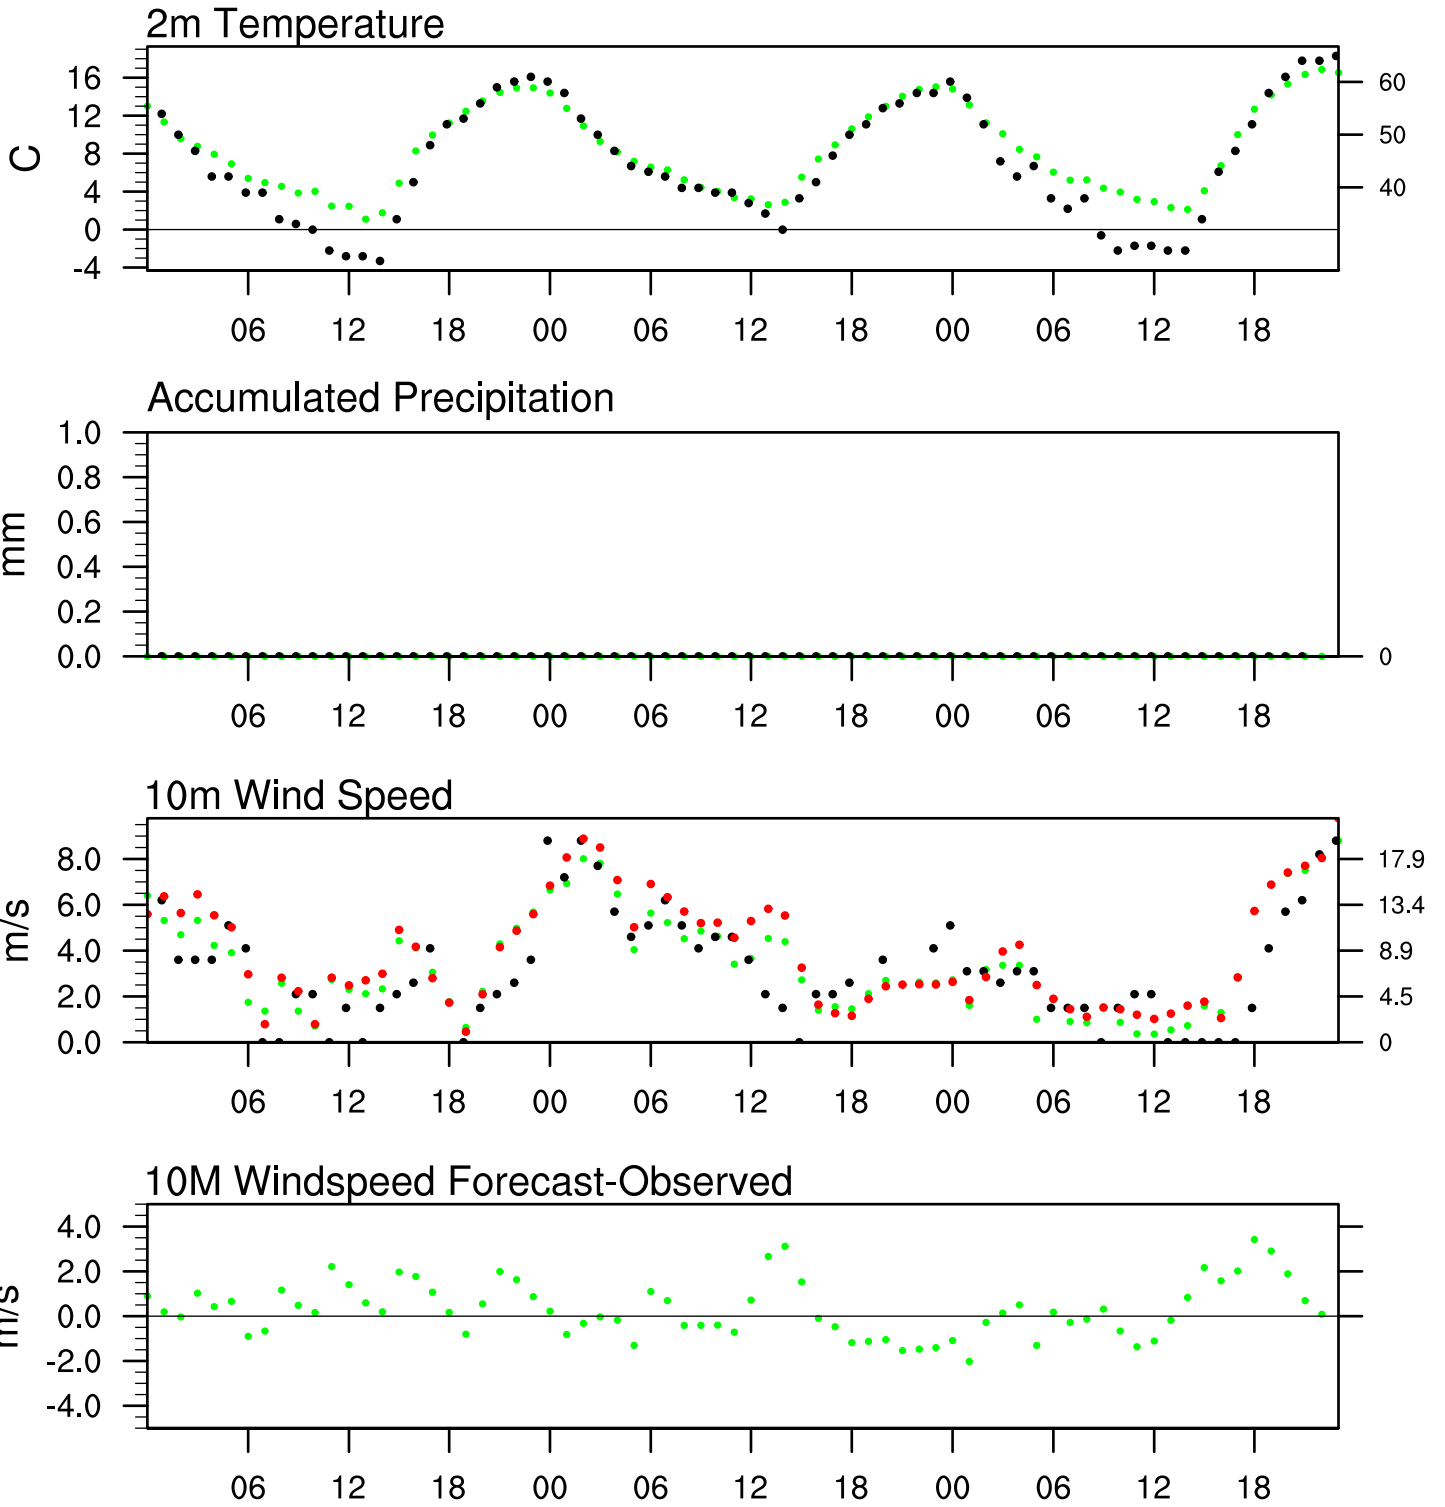 2m Temperature
16
12
8
4
0
-4
C
60
50
40
06 12 18 00 06 12 18 00 06 12 18
Accumulated Precipitation
1.0
0.8
0.6
0.4
0.2
0.0
mm
0
06 12 18 00 06 12 18 00 06 12 18
10m Wind Speed
8.0
6.0
4.0
2.0
0.0
m/s
17.9
13.4
8.9
4.5
0
06 12 18 00 06 12 18 00 06 12 18
10M Windspeed Forecast-Observed
4.0
2.0
0.0
-2.0
-4.0
m/s
06 12 18 00 06 12 18 00 06 12 18